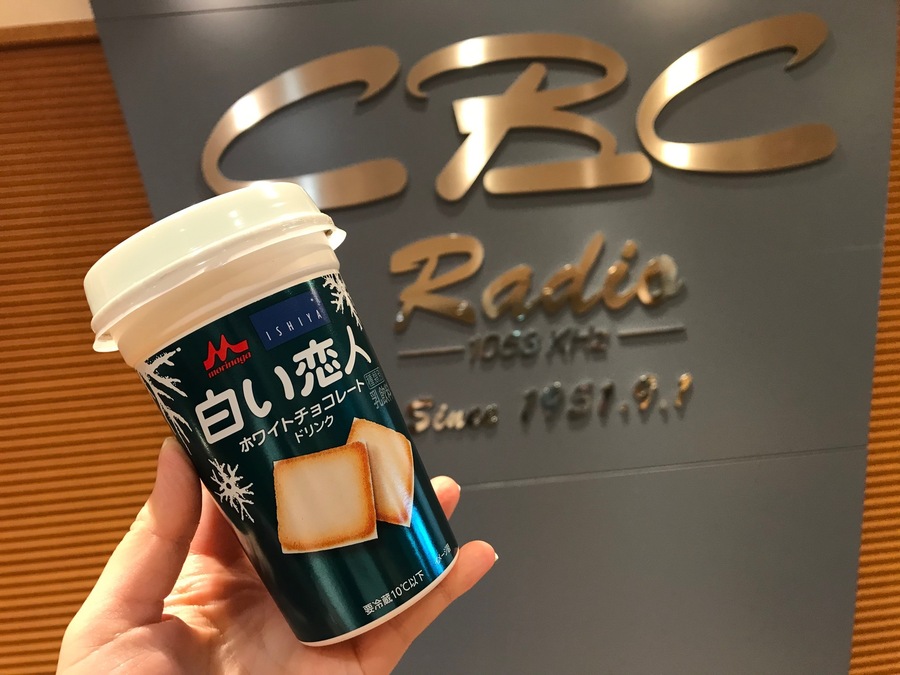 CBC
Radio
1053 KHz
Since 1951.9.1
morinaga
ISHIYA
白い恋人
ホワイトチョコレート
ドリンク
要冷蔵10℃以下